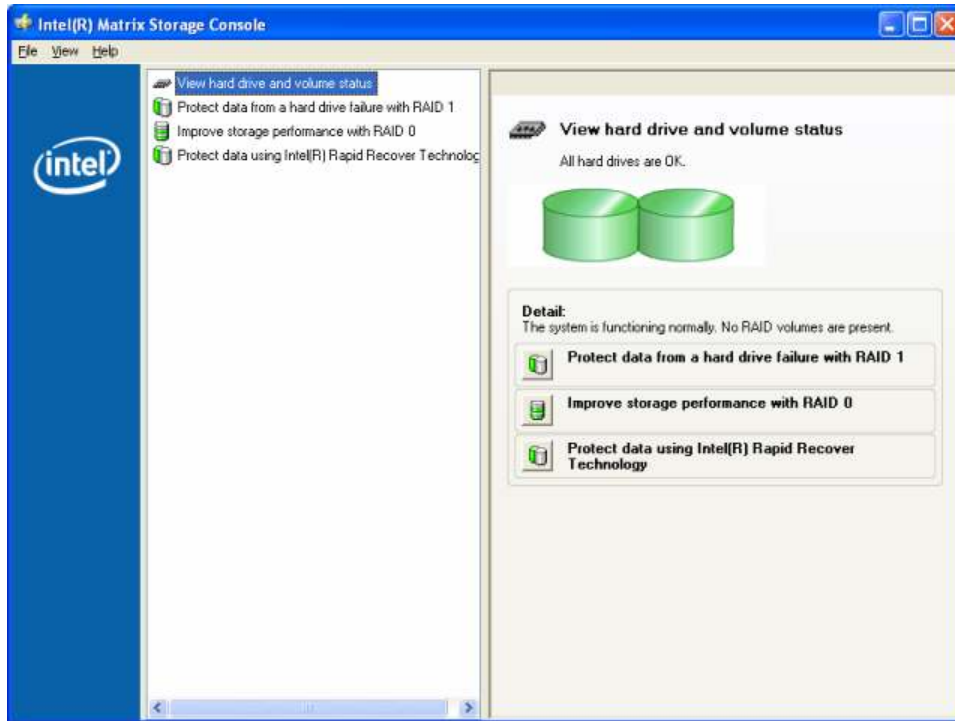 Intel(R) Matrix Storage Console
File View Help
intel
View hard drive and volume status
Protect data from a hard drive failure with RAID 1
Improve storage performance with RAID 0
Protect data using Intel(R) Rapid Recover Technolog
View hard drive and volume status
All hard drives are OK.
Detail:
The system is functioning normally. No RAID volumes are present.
Protect data from a hard drive failure with RAID 1
Improve storage performance with RAID 0
Protect data using Intel(R) Rapid Recover
Technology